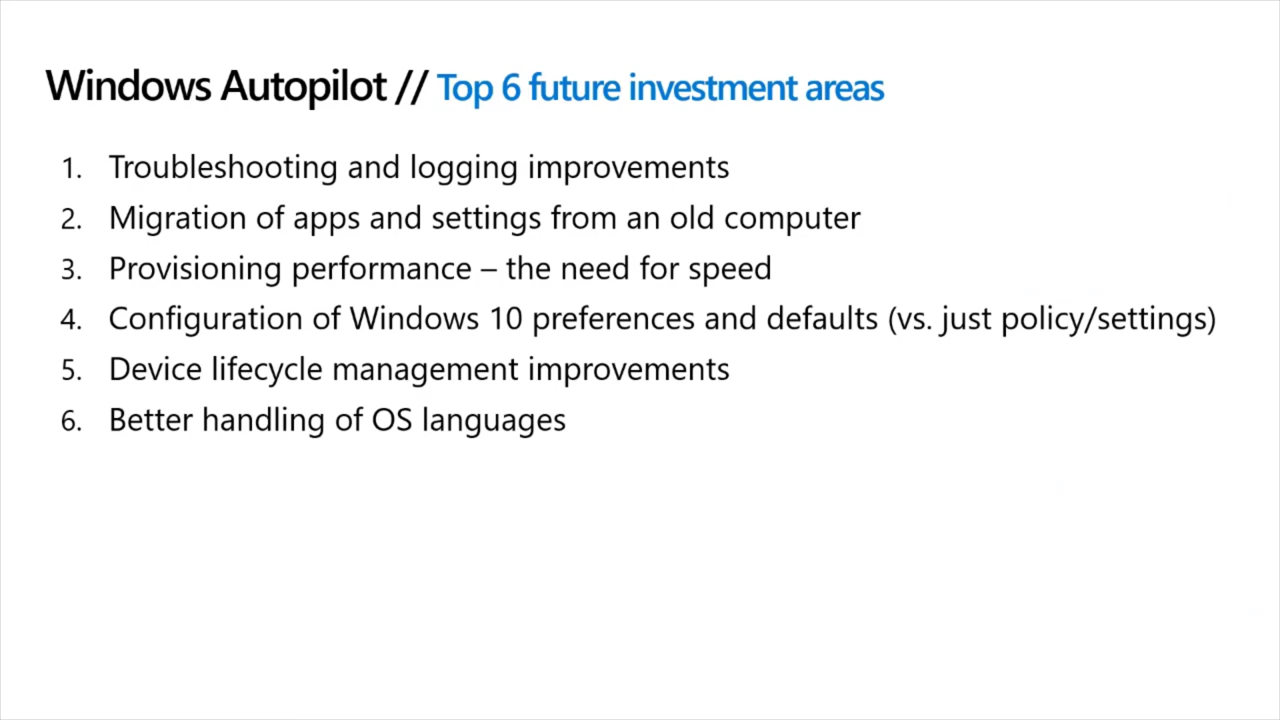 Windows Autopilot // Top 6 future investment areas
1. Troubleshooting and logging improvements
2. Migration of apps and settings from an old computer
3. Provisioning performance – the need for speed
4. Configuration of Windows 10 preferences and defaults (vs. just policy/settings)
5. Device lifecycle management improvements
6. Better handling of OS languages